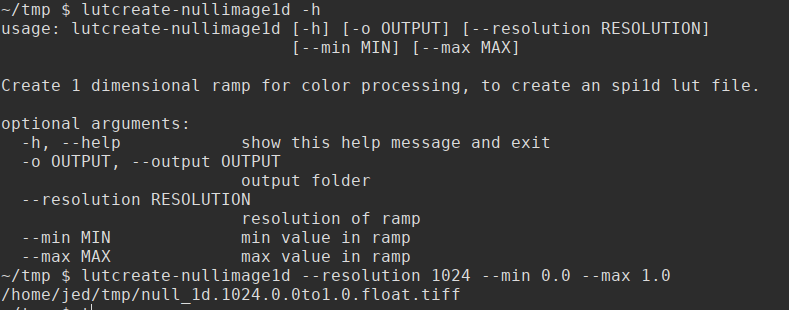 ~/tmp $ lutcreate-nullimage1d -h
usage: lutcreate-nullimage1d [-h] [-o OUTPUT] [--resolution RESOLUTION]
                             [--min MIN] [--max MAX]

Create 1 dimensional ramp for color processing, to create an spi1d lut file.

optional arguments:
  -h, --help            show this help message and exit
  -o OUTPUT, --output OUTPUT
                        output folder
  --resolution RESOLUTION
                        resolution of ramp
  --min MIN             min value in ramp
  --max MAX             max value in ramp
~/tmp $ lutcreate-nullimage1d --resolution 1024 --min 0.0 --max 1.0
/home/jed/tmp/null_1d.1024.0.0to1.0.float.tiff